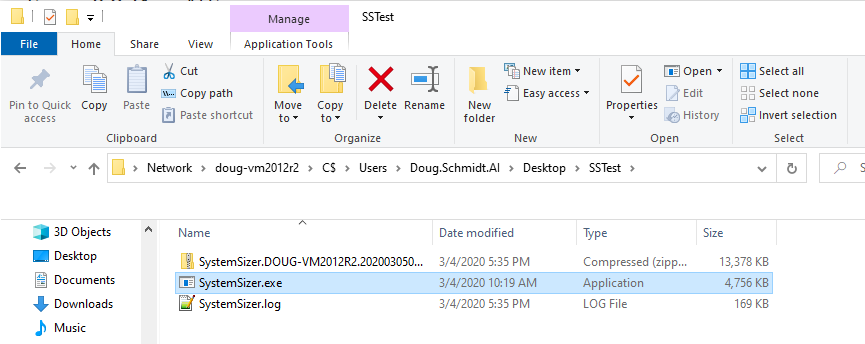 Manage
SSTest
File
Home
Share
View
Application Tools
Pin to Quick access
Copy
Paste
Cut
Copy path
Paste shortcut
Clipboard
Move to
Copy to
Delete
Rename
Organize
New folder
New item
Easy access
New
Properties
Open
Edit
History
Open
Select all
Select none
Invert selection
Select
Network
doug-vm2012r2
C$
Users
Doug.Schmidt.AI
Desktop
SSTest
3D Objects
Desktop
Documents
Downloads
Music
Name Date modified Type Size
SystemSizer.DOUG-VM2012R2.202003050... 3/4/2020 5:35 PM Compressed (zipp... 13,378 KB
SystemSizer.exe 3/4/2020 10:19 AM Application 4,756 KB
SystemSizer.log 3/4/2020 5:35 PM LOG File 169 KB